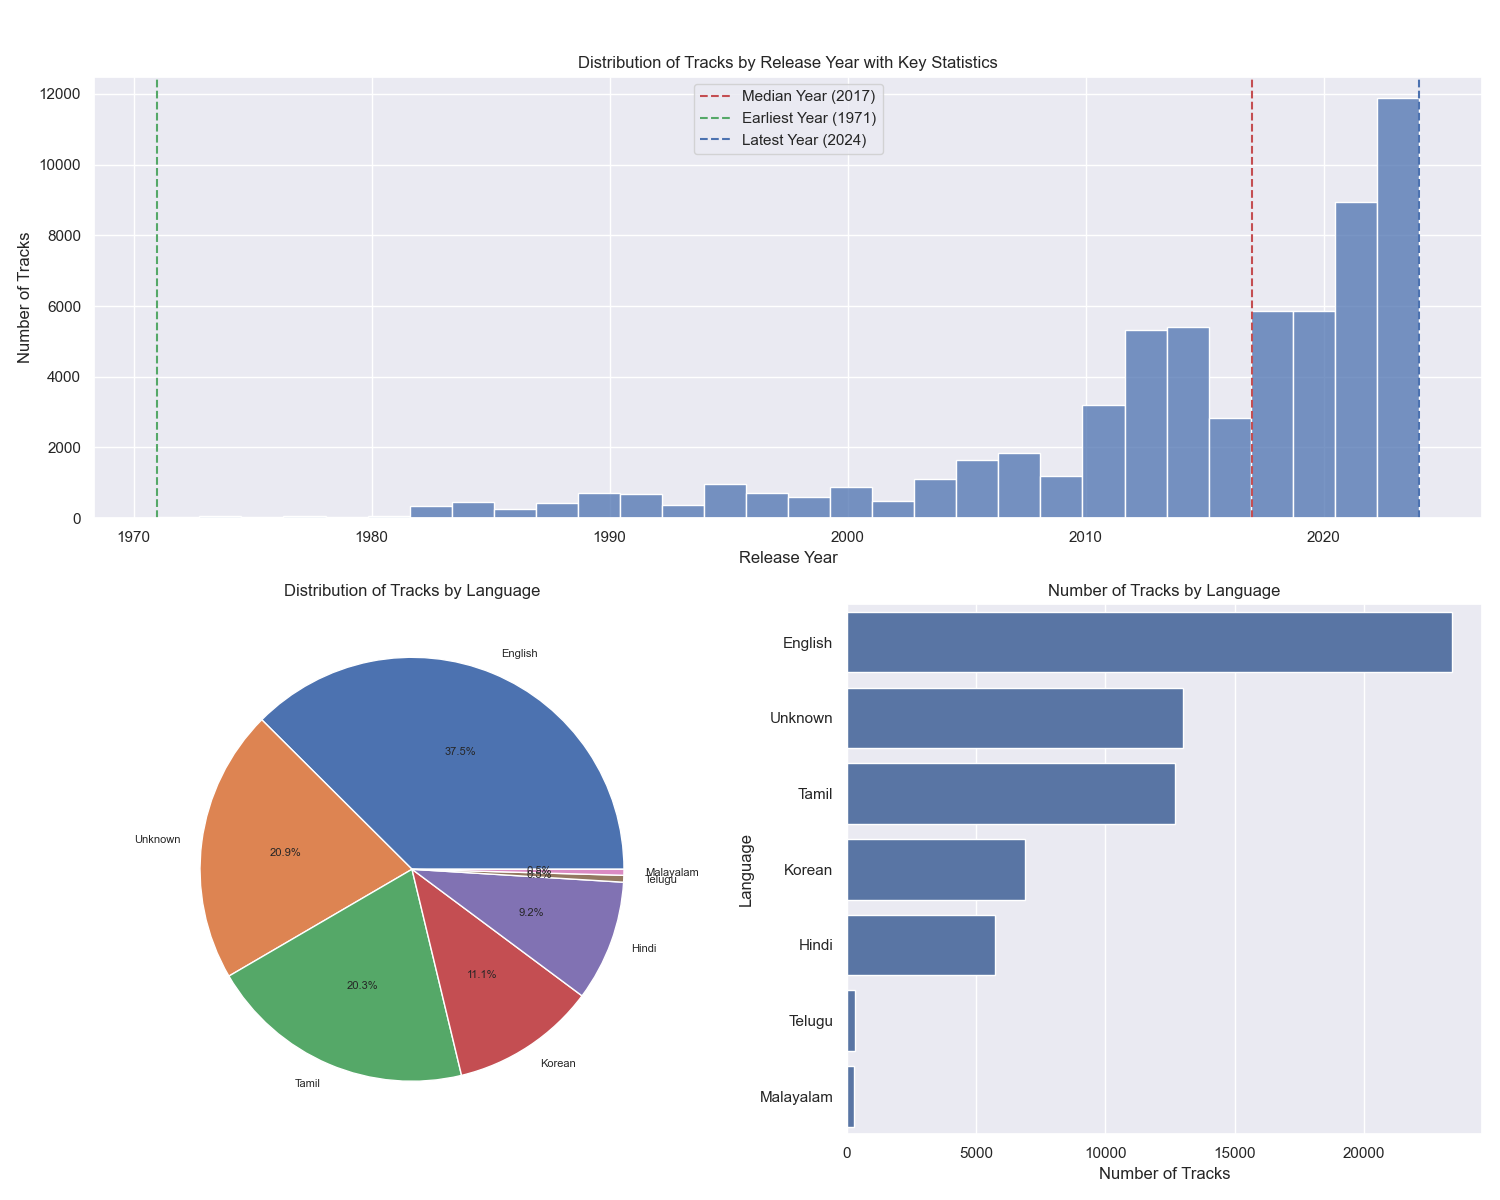 Distribution of Tracks by Release Year with Key Statistics
Number of Tracks
12000
10000
8000
6000
4000
2000
0
Median Year (2017)
Earliest Year (1971)
Latest Year (2024)
1970
1980
1990
2000
2010
2020
Release Year
Distribution of Tracks by Language
English
37.5%
Unknown
20.9%
Tamil
20.3%
Korean
11.1%
Hindi
9.2%
Telugu
Malayalam
Number of Tracks by Language
Language
English
Unknown
Tamil
Korean
Hindi
Telugu
Malayalam
0
5000
10000
15000
20000
Number of Tracks